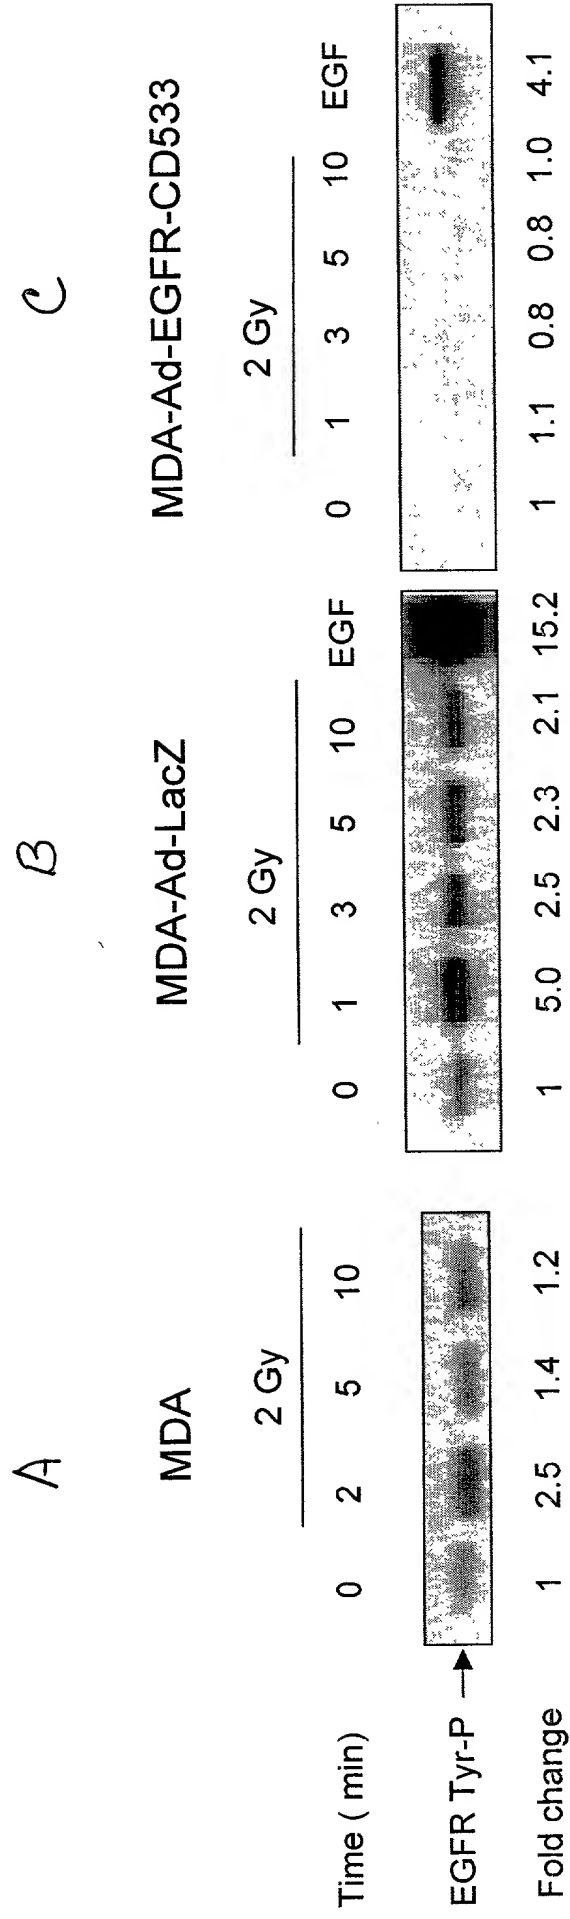 A B C
MDA MDA-Ad-LacZ MDA-Ad-EGFR-CD533
2 Gy 2 Gy 2 Gy
Time ( min) 0 2 5 10 0 1 3 5 10 EGF 0 1 3 5 10 EGF
EGFR Tyr-P
Fold change 1 2.5 1.4 1.2 1 5.0 2.5 2.3 2.1 15.2 1 1.1 0.8 0.8 1.0 4.1